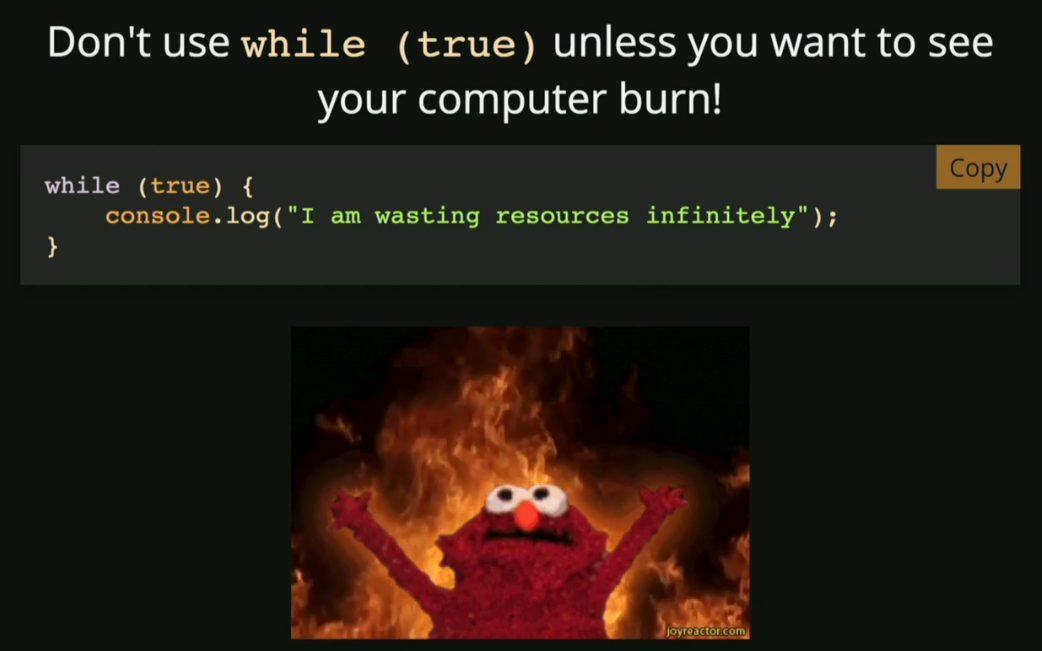 Don't use while (true) unless you want to see
your computer burn!
Copy
while (true) {
    console.log("I am wasting resources infinitely");
}
joyreactor.com